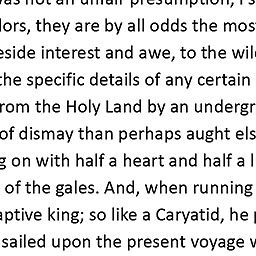 was not an unfair presumption, I s
lors, they are by all odds the mos
eside interest and awe, to the wil
the specific details of any certain
from the Holy Land by an undergr
of dismay than perhaps aught els
g on with half a heart and half a l
of the gales. And, when running
aptive king; so like a Caryatid, he p
sailed upon the present voyage w